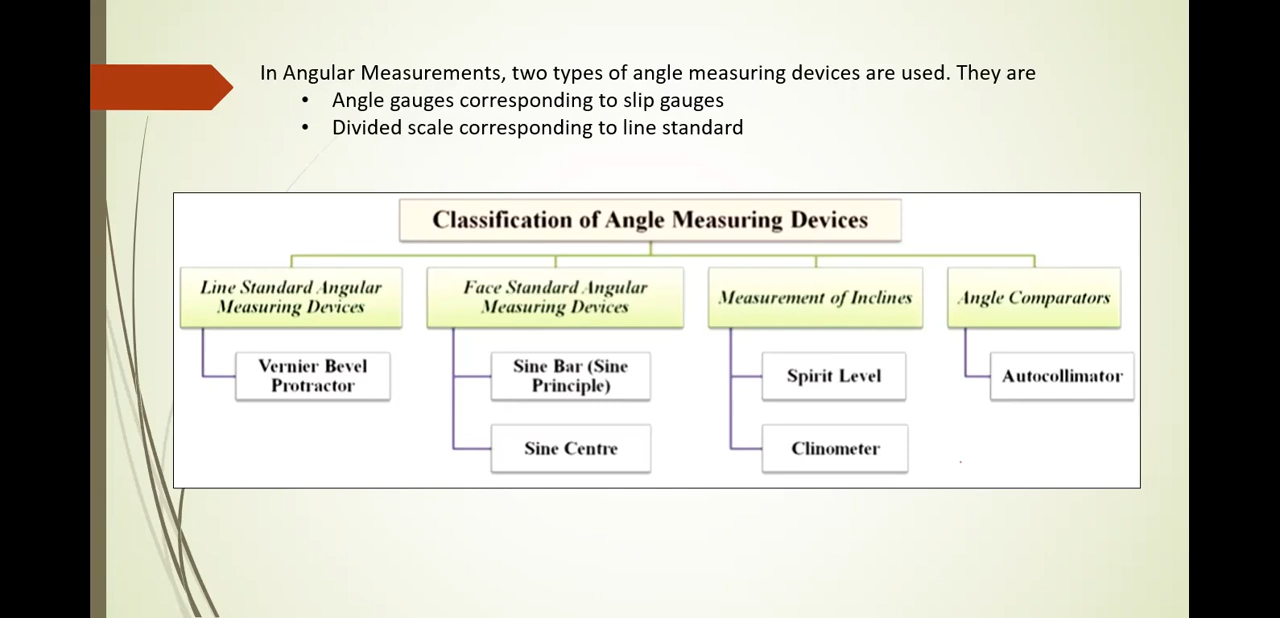 In Angular Measurements, two types of angle measuring devices are used. They are
• Angle gauges corresponding to slip gauges
• Divided scale corresponding to line standard
Classification of Angle Measuring Devices
Line Standard Angular
Measuring Devices
Vernier Bevel
Protractor
Face Standard Angular
Measuring Devices
Sine Bar (Sine
Principle)
Sine Centre
Measurement of Inclines
Spirit Level
Clinometer
Angle Comparators
Autocollimator